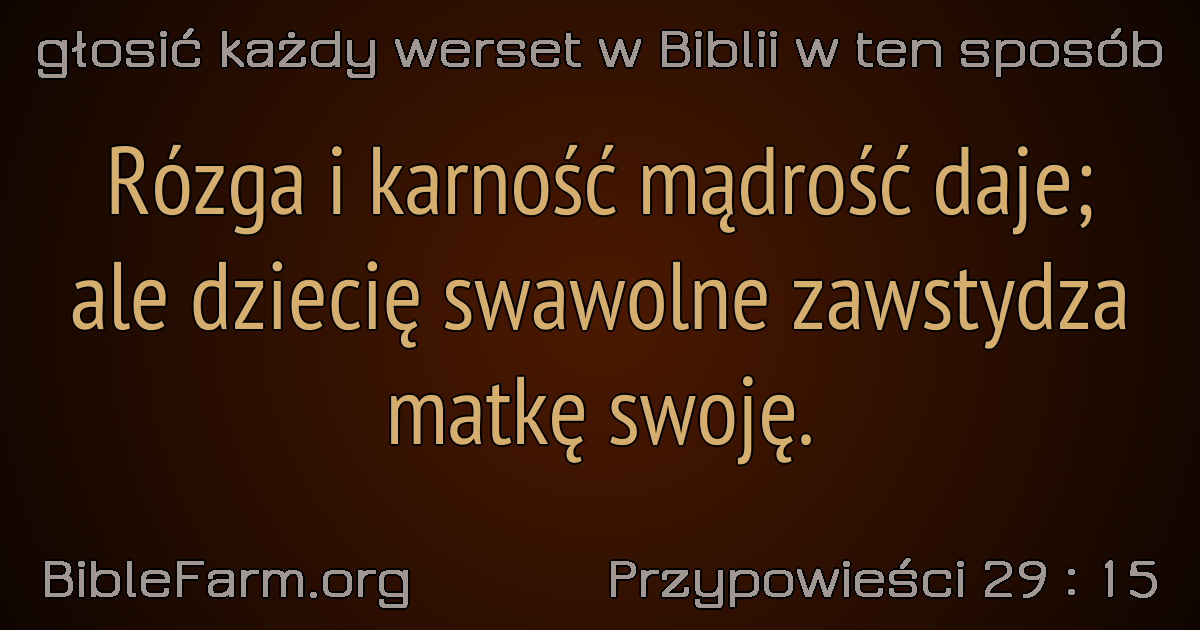 głosić każdy werset w Biblii w ten sposób
Rózga i karność mądrość daje;
ale dziecię swawolne zawstydza
matkę swoję.
BibleFarm.org
Przypowieści 29 : 15